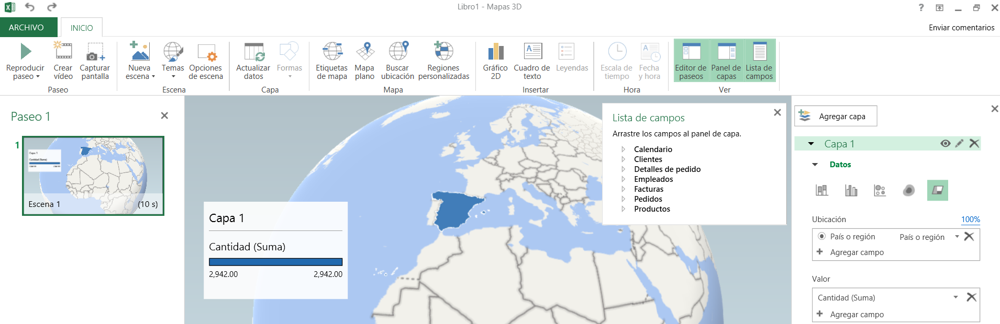 Libro1 - Mapas 3D
?
ARCHIVO
INICIO
Enviar comentarios
Reproducir
paseo
Crear
vídeo
Capturar
pantalla
Paseo
Nueva
escena
Temas
Opciones
de escena
Escena
Actualizar
datos
Formas
Capa
Etiquetas
de mapa
Mapa
plano
Buscar
ubicación
Regiones
personalizadas
Mapa
Gráfico
2D
Cuadro de
texto
Leyendas
Insertar
Escala de
tiempo
Fecha
y hora
Hora
Editor de
paseos
Panel de
capas
Lista de
campos
Ver
Paseo 1
1
Capa 1
Cantidad (Suma)
Escena 1 (10 s)
Capa 1
Cantidad (Suma)
2,942.00 2,942.00
Lista de campos
Arrastre los campos al panel de capa.
Calendario
Clientes
Detalles de pedido
Empleados
Facturas
Pedidos
Productos
Agregar capa
Capa 1
Datos
Ubicación 100%
País o región País o región
Agregar campo
Valor
Cantidad (Suma)
Agregar campo